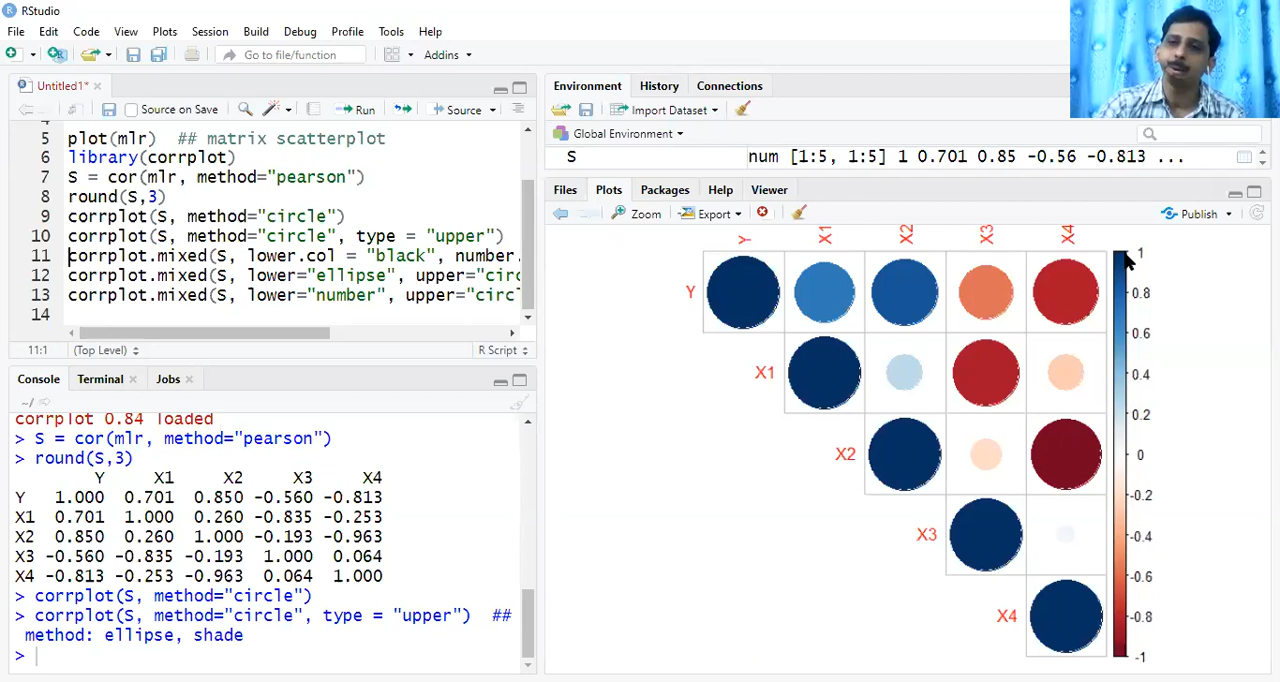 RStudio
File Edit Code View Plots Session Build Debug Profile Tools Help
Go to file/function Addins
Untitled1*
Source on Save Run Source
5 plot(mlr) ## matrix scatterplot
6 library(corrplot)
7 S = cor(mlr, method="pearson")
8 round(S,3)
9 corrplot(S, method="circle")
10 corrplot(S, method="circle", type = "upper")
11 corrplot.mixed(S, lower.col = "black", number.
12 corrplot.mixed(S, lower="ellipse", upper="circ
13 corrplot.mixed(S, lower="number", upper="circl
14
11:1 (Top Level) R Script
Console Terminal Jobs
~/
corrplot 0.84 loaded
> S = cor(mlr, method="pearson")
> round(S,3)
Y X1 X2 X3 X4
Y 1.000 0.701 0.850 -0.560 -0.813
X1 0.701 1.000 0.260 -0.835 -0.253
X2 0.850 0.260 1.000 -0.193 -0.963
X3 -0.560 -0.835 -0.193 1.000 0.064
X4 -0.813 -0.253 -0.963 0.064 1.000
> corrplot(S, method="circle")
> corrplot(S, method="circle", type = "upper") ##
method: ellipse, shade
>
Environment History Connections
Import Dataset
Global Environment
S num [1:5, 1:5] 1 0.701 0.85 -0.56 -0.813 ...
Files Plots Packages Help Viewer
Zoom Export Publish
Y X1 X2 X3 X4
Y
X1
X2
X3
X4
1
0.8
0.6
0.4
0.2
0
-0.2
-0.4
-0.6
-0.8
-1